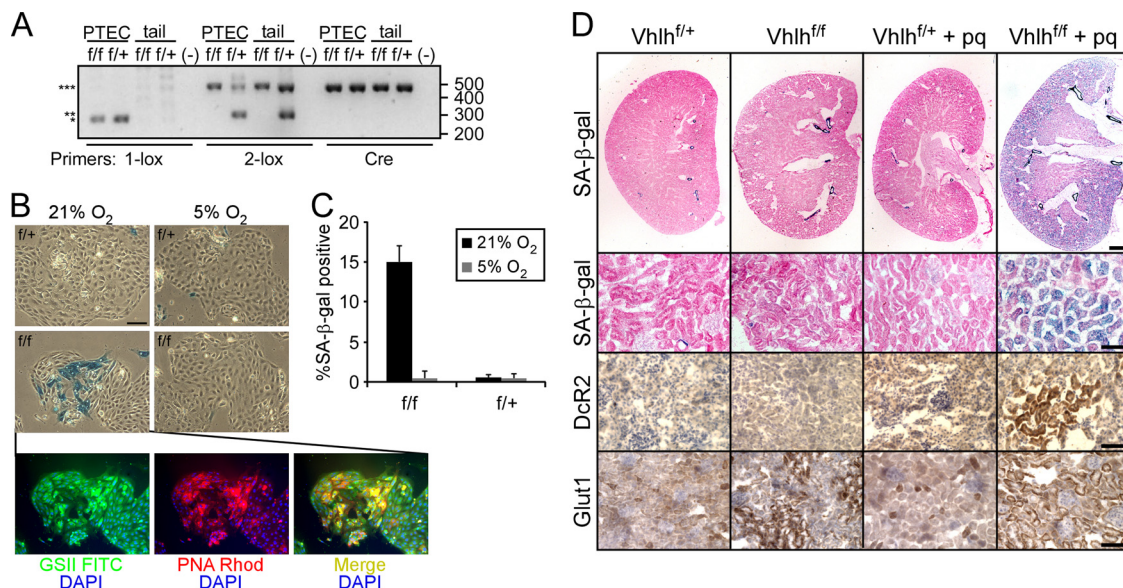 A
PTEC tail PTEC tail PTEC tail
f/f f/+ f/f f/+ (-) f/f f/+ f/f f/+ (-) f/f f/+ f/f f/+ (-)
*** 500
400
** 300
*
200
Primers: 1-lox 2-lox Cre
B
21% O₂ 5% O₂
f/+ f/+
f/f f/f
GSII FITC PNA Rhod Merge
DAPI DAPI DAPI
C
%SA-β-gal positive
20
15
10
5
0
21% O₂
5% O₂
f/f f/+
D
Vhlhf/+ Vhlhf/f Vhlhf/+ + pq Vhlhf/f + pq
SA-β-gal
SA-β-gal
DcR2
Glut1